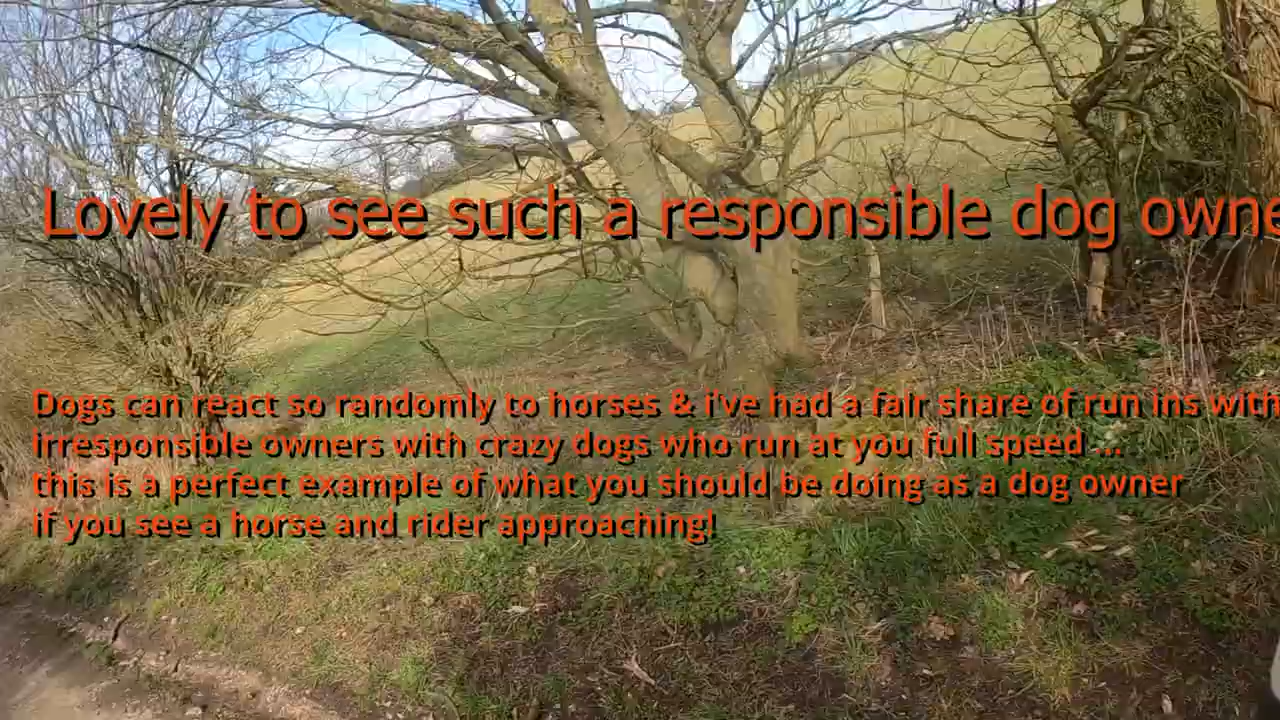 Lovely to see such a responsible dog owne
Dogs can react so randomly to horses & i've had a fair share of run ins with
irresponsible owners with crazy dogs who run at you full speed ...
this is a perfect example of what you should be doing as a dog owner
if you see a horse and rider approaching!